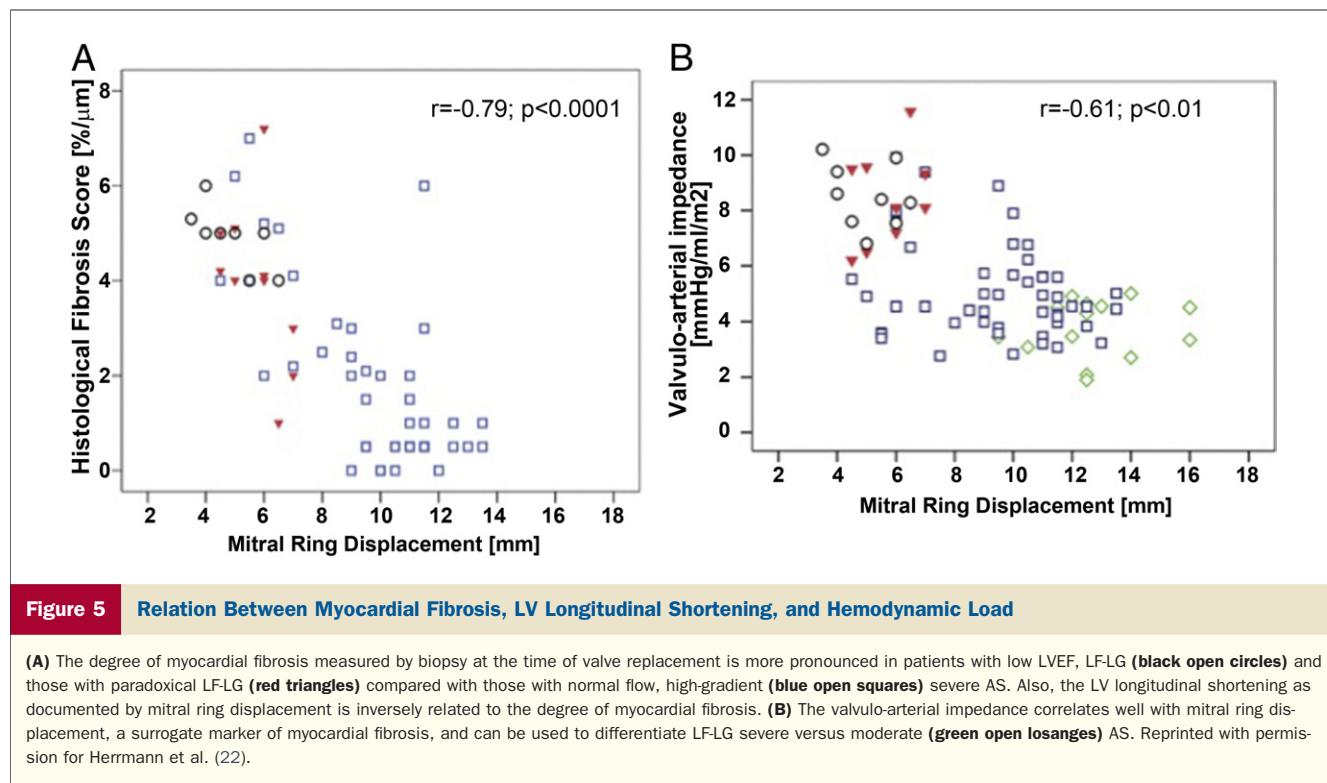 A
Histological Fibrosis Score [%/µm]
8
6
4
2
0
r=-0.79; p<0.0001
2 4 6 8 10 12 14 16 18
Mitral Ring Displacement [mm]
B
Valvulo-arterial impedance
[mmHg/ml/m2]
12
10
8
6
4
2
0
r=-0.61; p<0.01
2 4 6 8 10 12 14 16 18
Mitral Ring Displacement [mm]
Figure 5 Relation Between Myocardial Fibrosis, LV Longitudinal Shortening, and Hemodynamic Load
(A) The degree of myocardial fibrosis measured by biopsy at the time of valve replacement is more pronounced in patients with low LVEF, LF-LG (black open circles) and
those with paradoxical LF-LG (red triangles) compared with those with normal flow, high-gradient (blue open squares) severe AS. Also, the LV longitudinal shortening as
documented by mitral ring displacement is inversely related to the degree of myocardial fibrosis. (B) The valvulo-arterial impedance correlates well with mitral ring dis-
placement, a surrogate marker of myocardial fibrosis, and can be used to differentiate LF-LG severe versus moderate (green open losanges) AS. Reprinted with permis-
sion for Herrmann et al. (22).